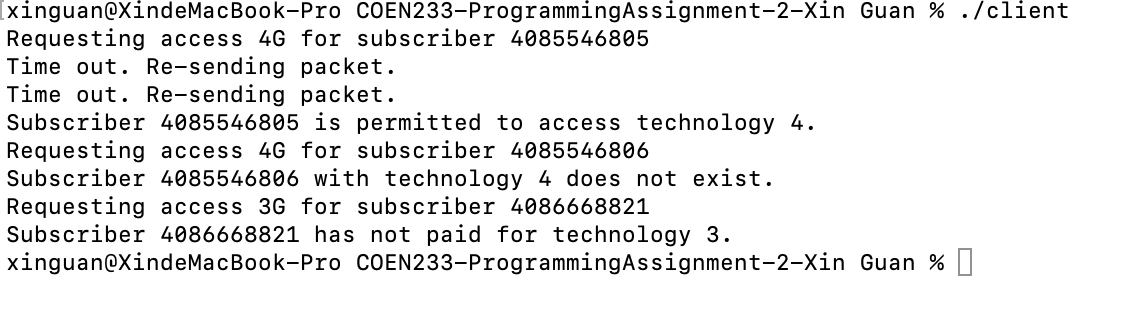 xinguan@XindeMacBook-Pro COEN233-ProgrammingAssignment-2-Xin Guan % ./client
Requesting access 4G for subscriber 4085546805
Time out. Re-sending packet.
Time out. Re-sending packet.
Subscriber 4085546805 is permitted to access technology 4.
Requesting access 4G for subscriber 4085546806
Subscriber 4085546806 with technology 4 does not exist.
Requesting access 3G for subscriber 4086668821
Subscriber 4086668821 has not paid for technology 3.
xinguan@XindeMacBook-Pro COEN233-ProgrammingAssignment-2-Xin Guan %